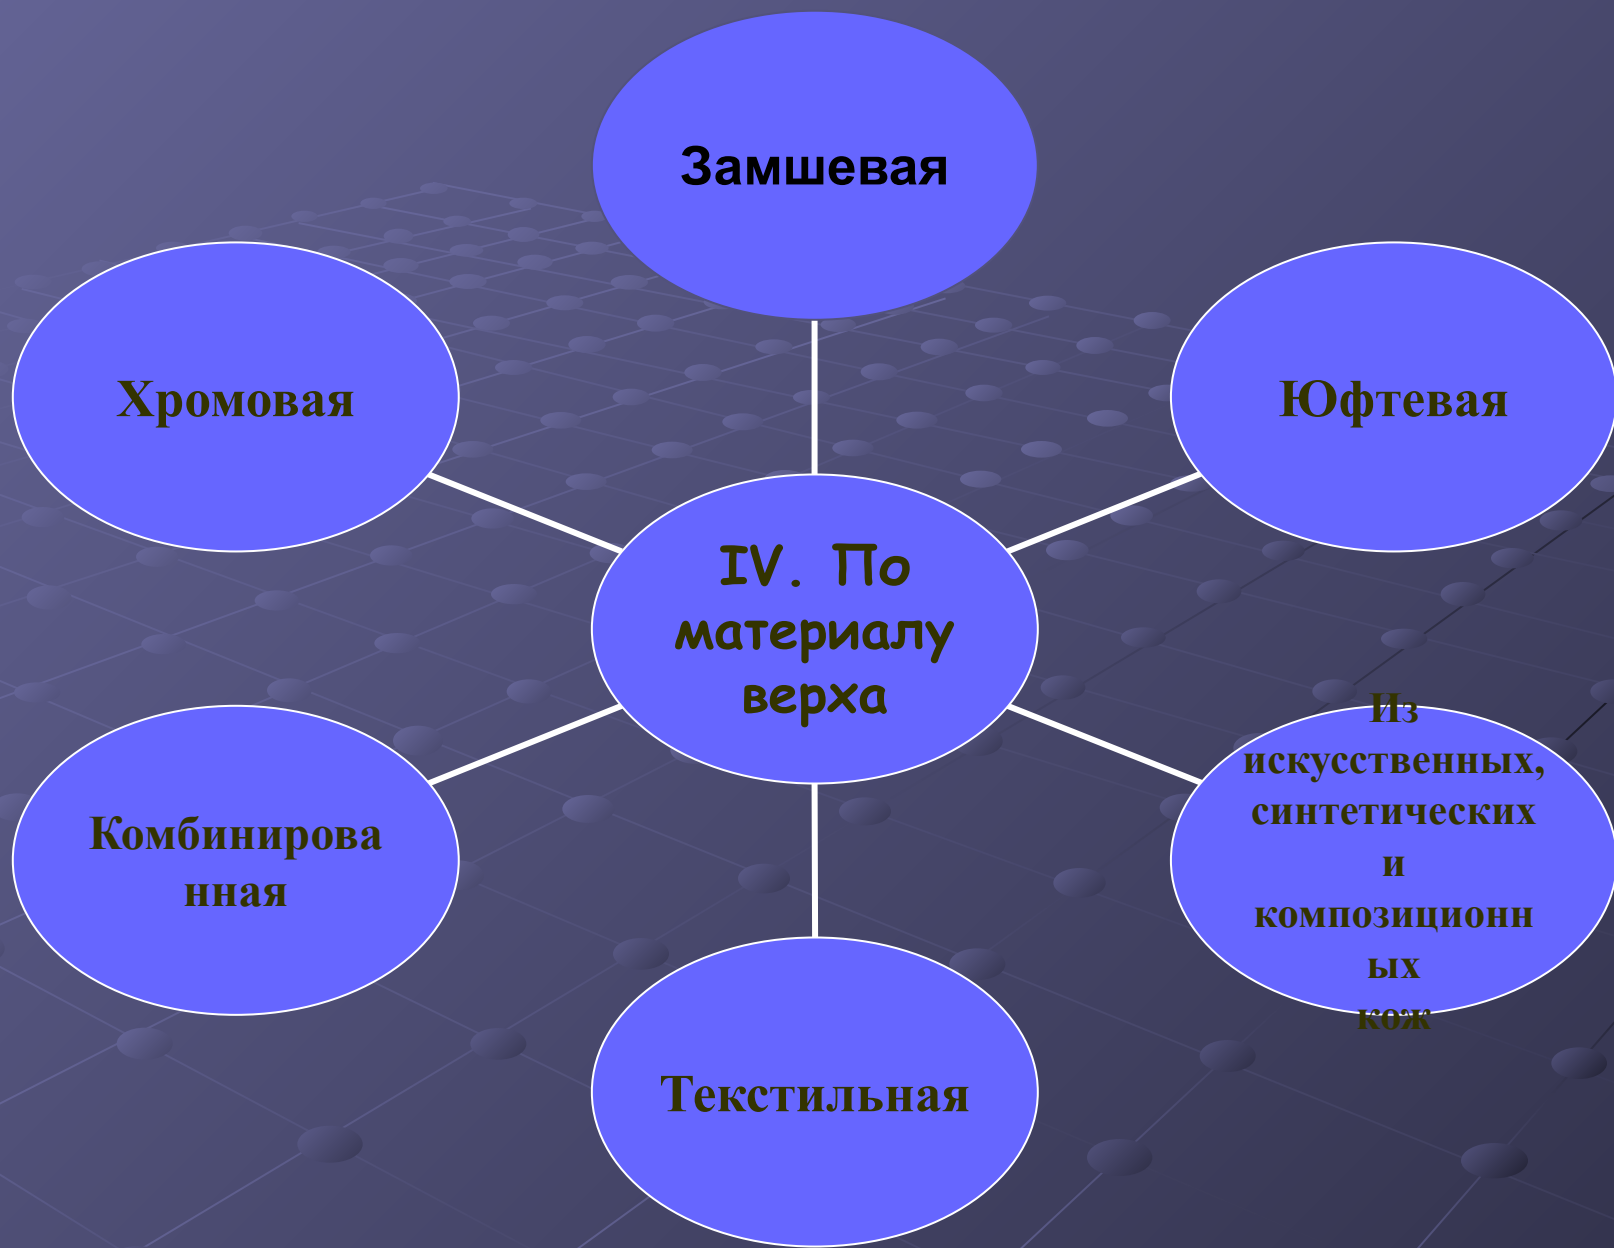 Замшевая
Хромовая
Юфтевая
IV. По
материалу
верха
Из
искусственных,
синтетических
и
композиционн
ых
кож
Комбинирова
нная
Текстильная